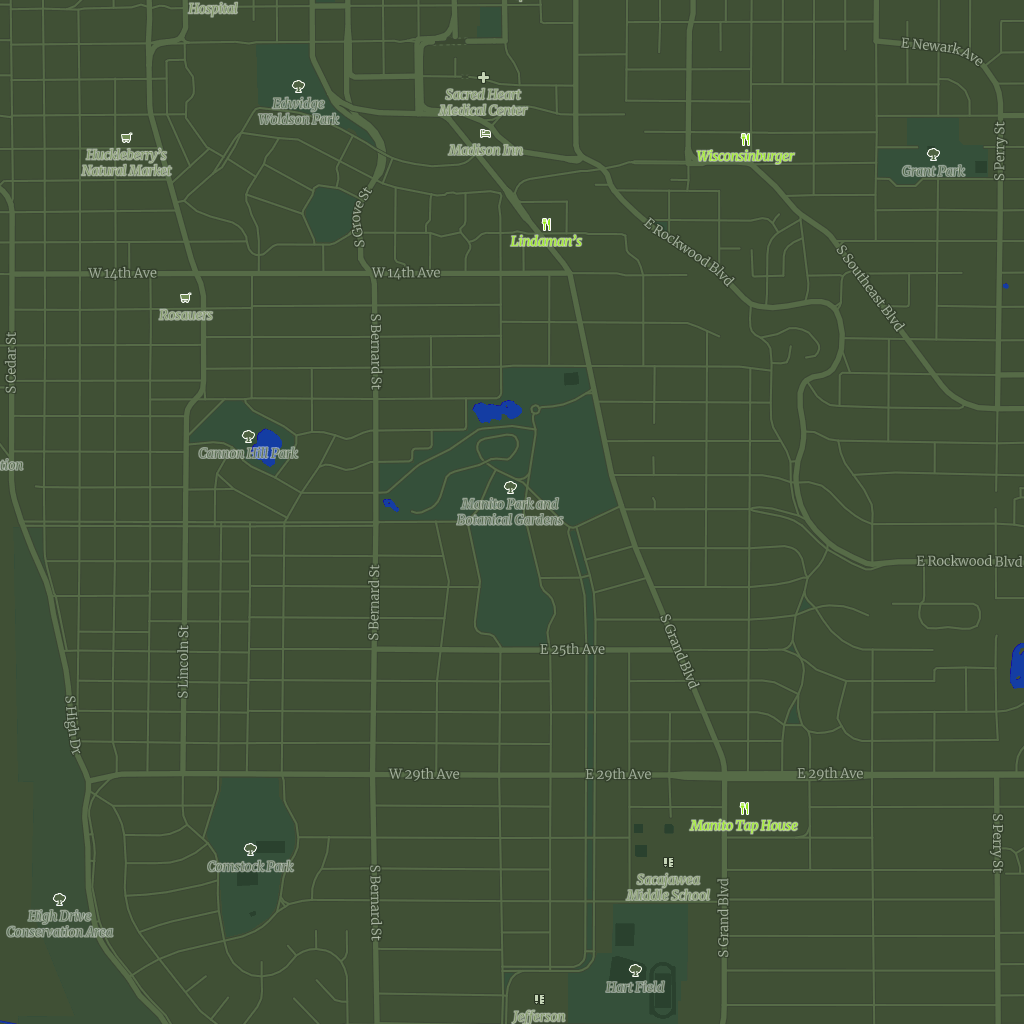 Hospital
E Newark Ave
Edwidge
Woldson Park
Sacred Heart
Medical Center
Madison Inn
Huckleberry's
Natural Market
Wisconsinburger
Grant Park
S Perry St
S Grove St
Lindaman's
E Rockwood Blvd
S Southeast Blvd
W 14th Ave
W 14th Ave
Rosauers
S Cedar St
S Bernard St
Cannon Hill Park
tion
Manito Park and
Botanical Gardens
E Rockwood Blvd
S Bernard St
S Lincoln St
E 25th Ave
S Grand Blvd
S High Dr
W 29th Ave
E 29th Ave
E 29th Ave
Manito Tap House
S Perry St
Comstock Park
Sacajawea
Middle School
S Bernard St
S Grand Blvd
High Drive
Conservation Area
Hart Field
Jefferson